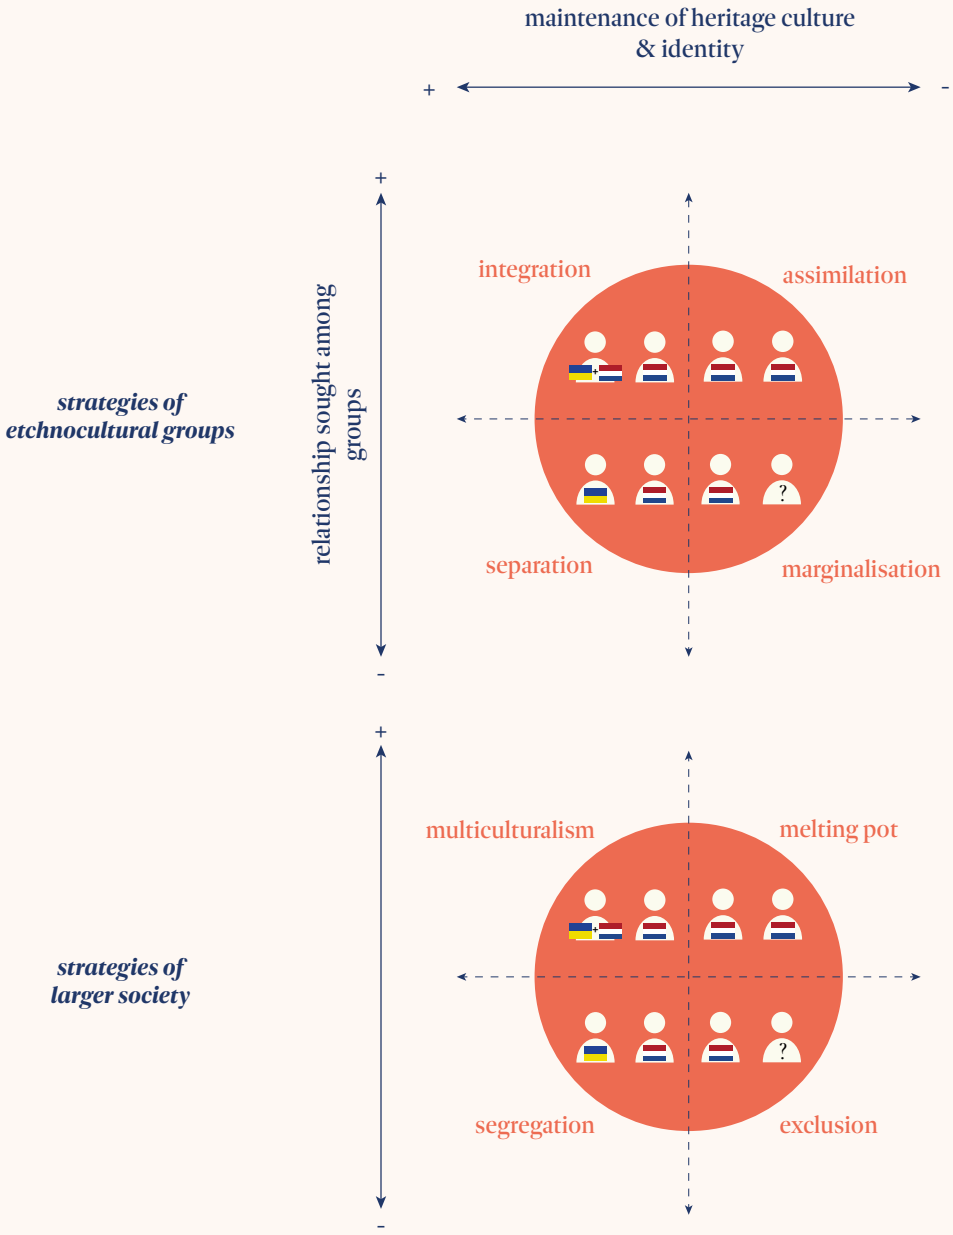 maintenance of heritage culture
& identity
+
-
+
integration
assimilation
relationship sought among
groups
strategies of
etchnocultural groups
+
?
separation
marginalisation
-
+
multiculturalism
melting pot
+
strategies of
larger society
?
segregation
exclusion
-